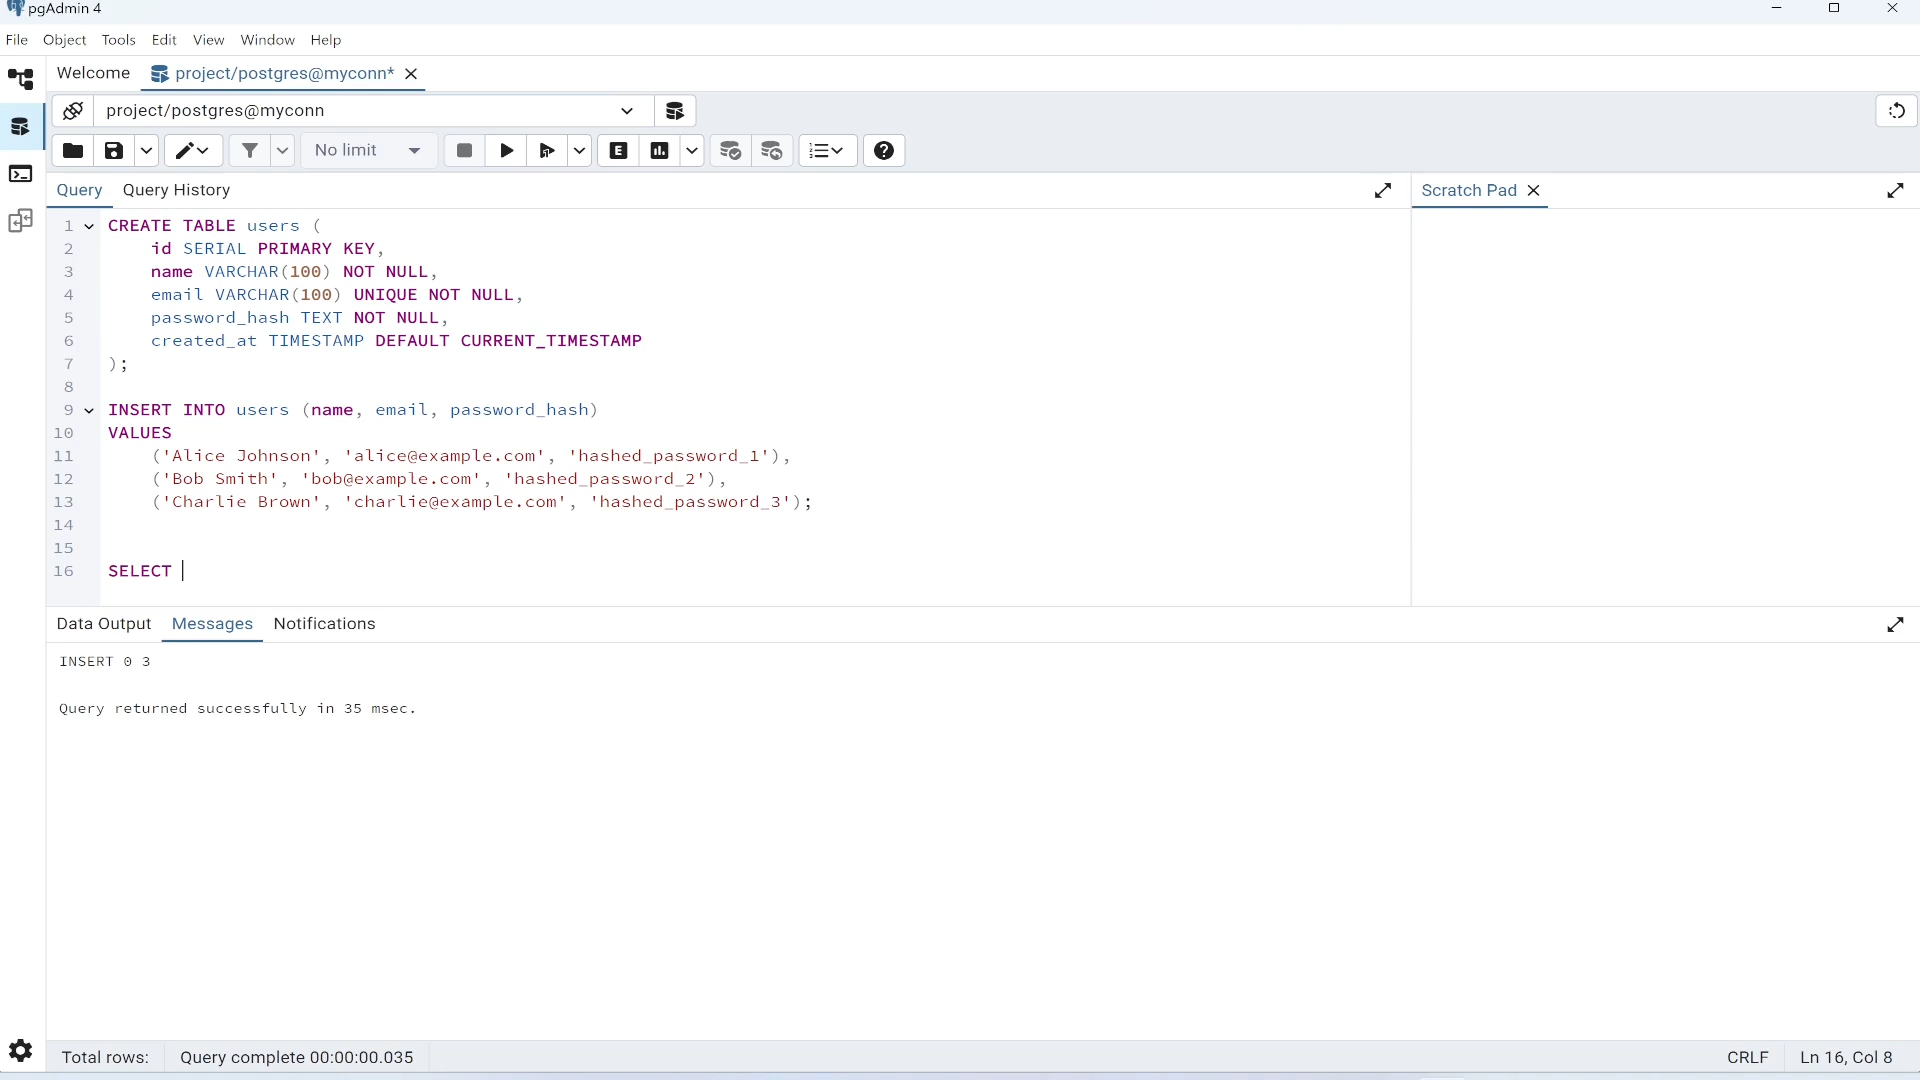 pgAdmin 4
File Object Tools Edit View Window Help
Welcome project/postgres@myconn*
project/postgres@myconn
No limit
Query Query History
Scratch Pad
1 CREATE TABLE users (
2 id SERIAL PRIMARY KEY,
3 name VARCHAR(100) NOT NULL,
4 email VARCHAR(100) UNIQUE NOT NULL,
5 password_hash TEXT NOT NULL,
6 created_at TIMESTAMP DEFAULT CURRENT_TIMESTAMP
7 );
8
9 INSERT INTO users (name, email, password_hash)
10 VALUES
11 ('Alice Johnson', 'alice@example.com', 'hashed_password_1'),
12 ('Bob Smith', 'bob@example.com', 'hashed_password_2'),
13 ('Charlie Brown', 'charlie@example.com', 'hashed_password_3');
14
15
16 SELECT
Data Output Messages Notifications
INSERT 0 3
Query returned successfully in 35 msec.
Total rows: Query complete 00:00:00.035 CRLF Ln 16, Col 8